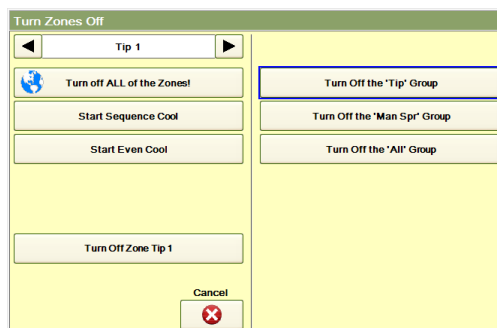 Turn Zones Off
Tip 1
Turn off ALL of the Zones!
Start Sequence Cool
Start Even Cool
Turn Off Zone Tip 1
Cancel
Turn Off the 'Tip' Group
Turn Off the 'Man Spr' Group
Turn Off the 'All' Group